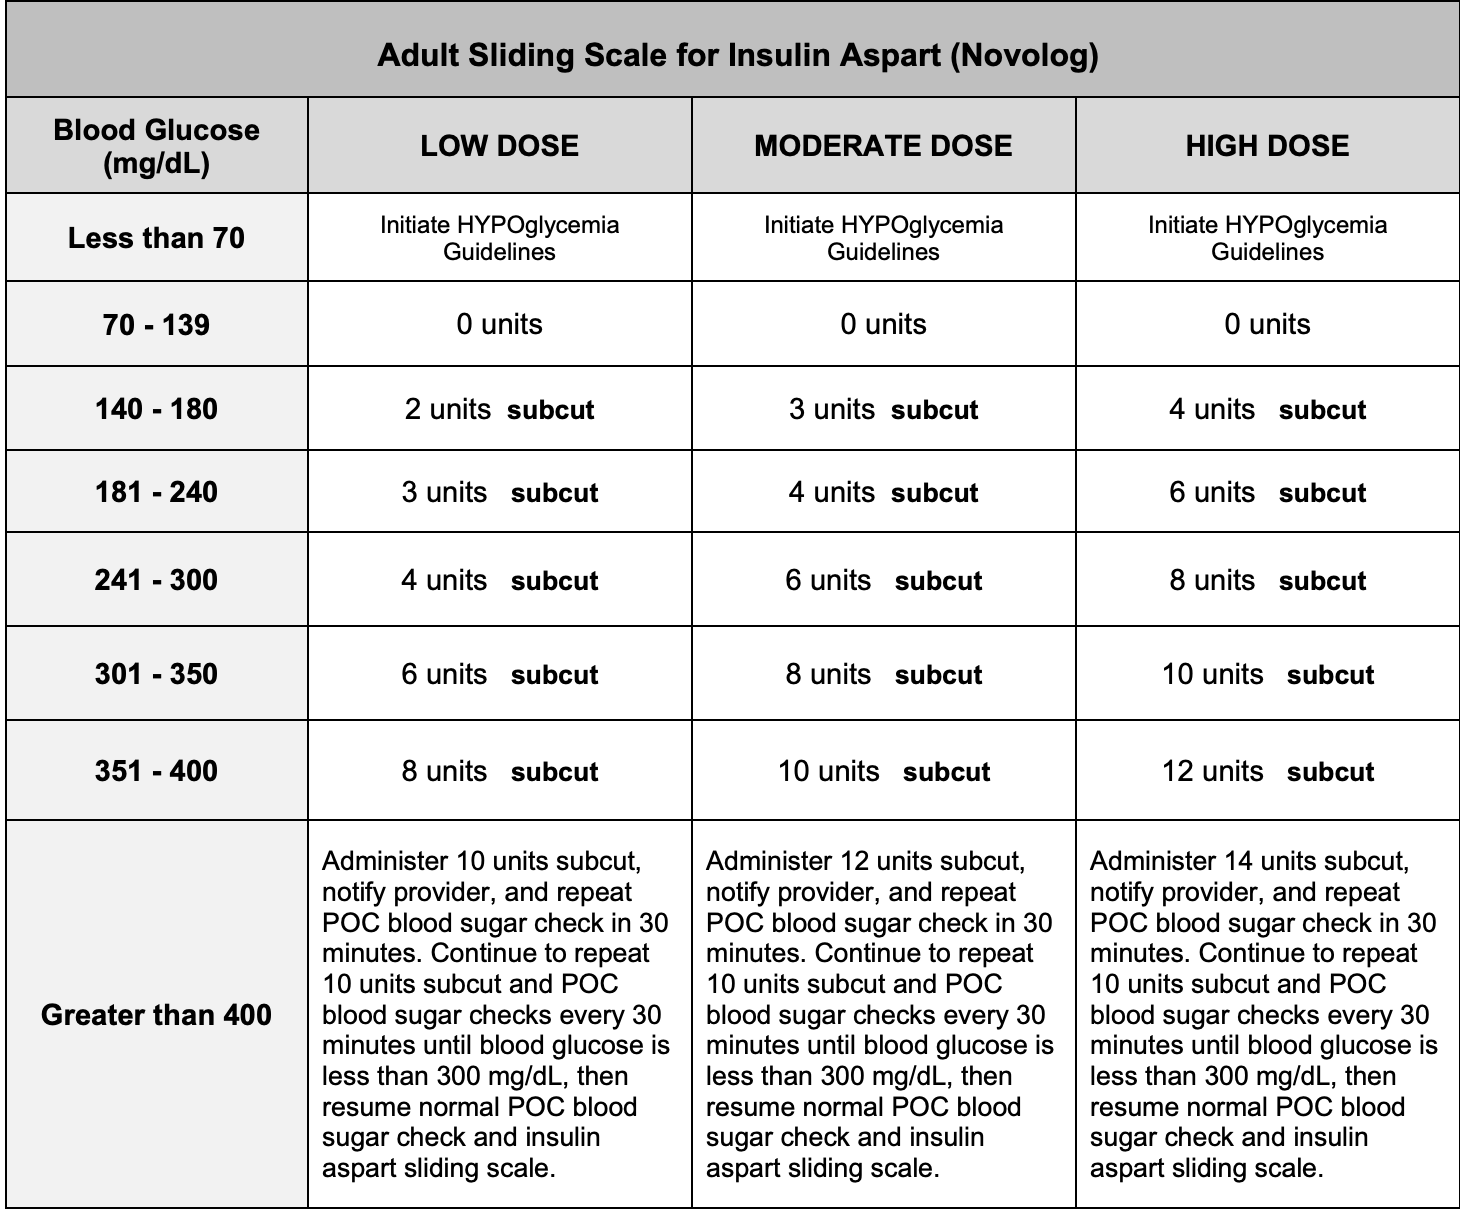 Adult Sliding Scale for Insulin Aspart (Novolog)
Blood Glucose
(mg/dL)
LOW DOSE
MODERATE DOSE
HIGH DOSE
Less than 70
Initiate HYPOglycemia
Guidelines
Initiate HYPOglycemia
Guidelines
Initiate HYPOglycemia
Guidelines
70 - 139
0 units
0 units
0 units
140 - 180
2 units subcut
3 units subcut
4 units subcut
181 - 240
3 units subcut
4 units subcut
6 units subcut
241 - 300
4 units subcut
6 units subcut
8 units subcut
301 - 350
6 units subcut
8 units subcut
10 units subcut
351 - 400
8 units subcut
10 units subcut
12 units subcut
Greater than 400
Administer 10 units subcut,
notify provider, and repeat
POC blood sugar check in 30
minutes. Continue to repeat
10 units subcut and POC
blood sugar checks every 30
minutes until blood glucose is
less than 300 mg/dL, then
resume normal POC blood
sugar check and insulin
aspart sliding scale.
Administer 12 units subcut,
notify provider, and repeat
POC blood sugar check in 30
minutes. Continue to repeat
10 units subcut and POC
blood sugar checks every 30
minutes until blood glucose is
less than 300 mg/dL, then
resume normal POC blood
sugar check and insulin
aspart sliding scale.
Administer 14 units subcut,
notify provider, and repeat
POC blood sugar check in 30
minutes. Continue to repeat
10 units subcut and POC
blood sugar checks every 30
minutes until blood glucose is
less than 300 mg/dL, then
resume normal POC blood
sugar check and insulin
aspart sliding scale.